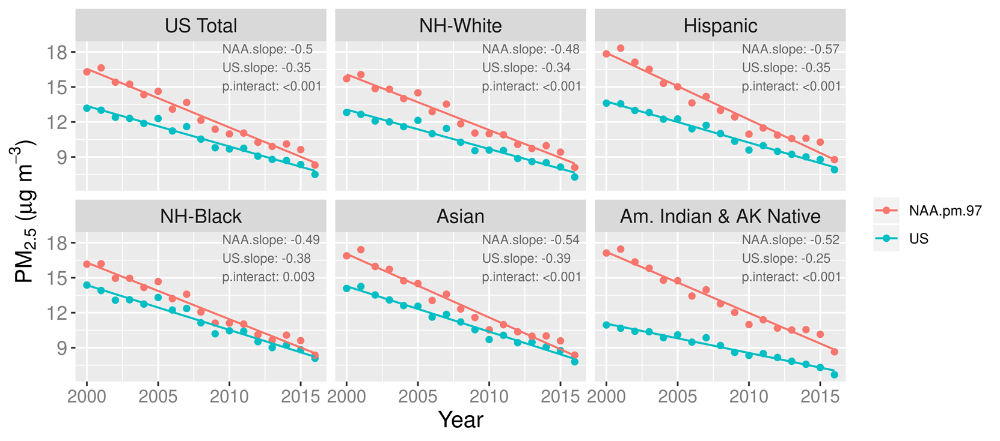 US Total
NH-White
Hispanic
NAA.slope: -0.5
US.slope: -0.35
p.interact: <0.001
NAA.slope: -0.48
US.slope: -0.34
p.interact: <0.001
NAA.slope: -0.57
US.slope: -0.35
p.interact: <0.001
18
15
12
9
NH-Black
Asian
Am. Indian & AK Native
NAA.slope: -0.49
US.slope: -0.38
p.interact: 0.003
NAA.slope: -0.54
US.slope: -0.39
p.interact: <0.001
NAA.slope: -0.52
US.slope: -0.25
p.interact: <0.001
18
15
12
9
2000 2005 2010 2015
2000 2005 2010 2015
2000 2005 2010 2015
Year
PM2.5 (μg m−3)
NAA.pm.97
US